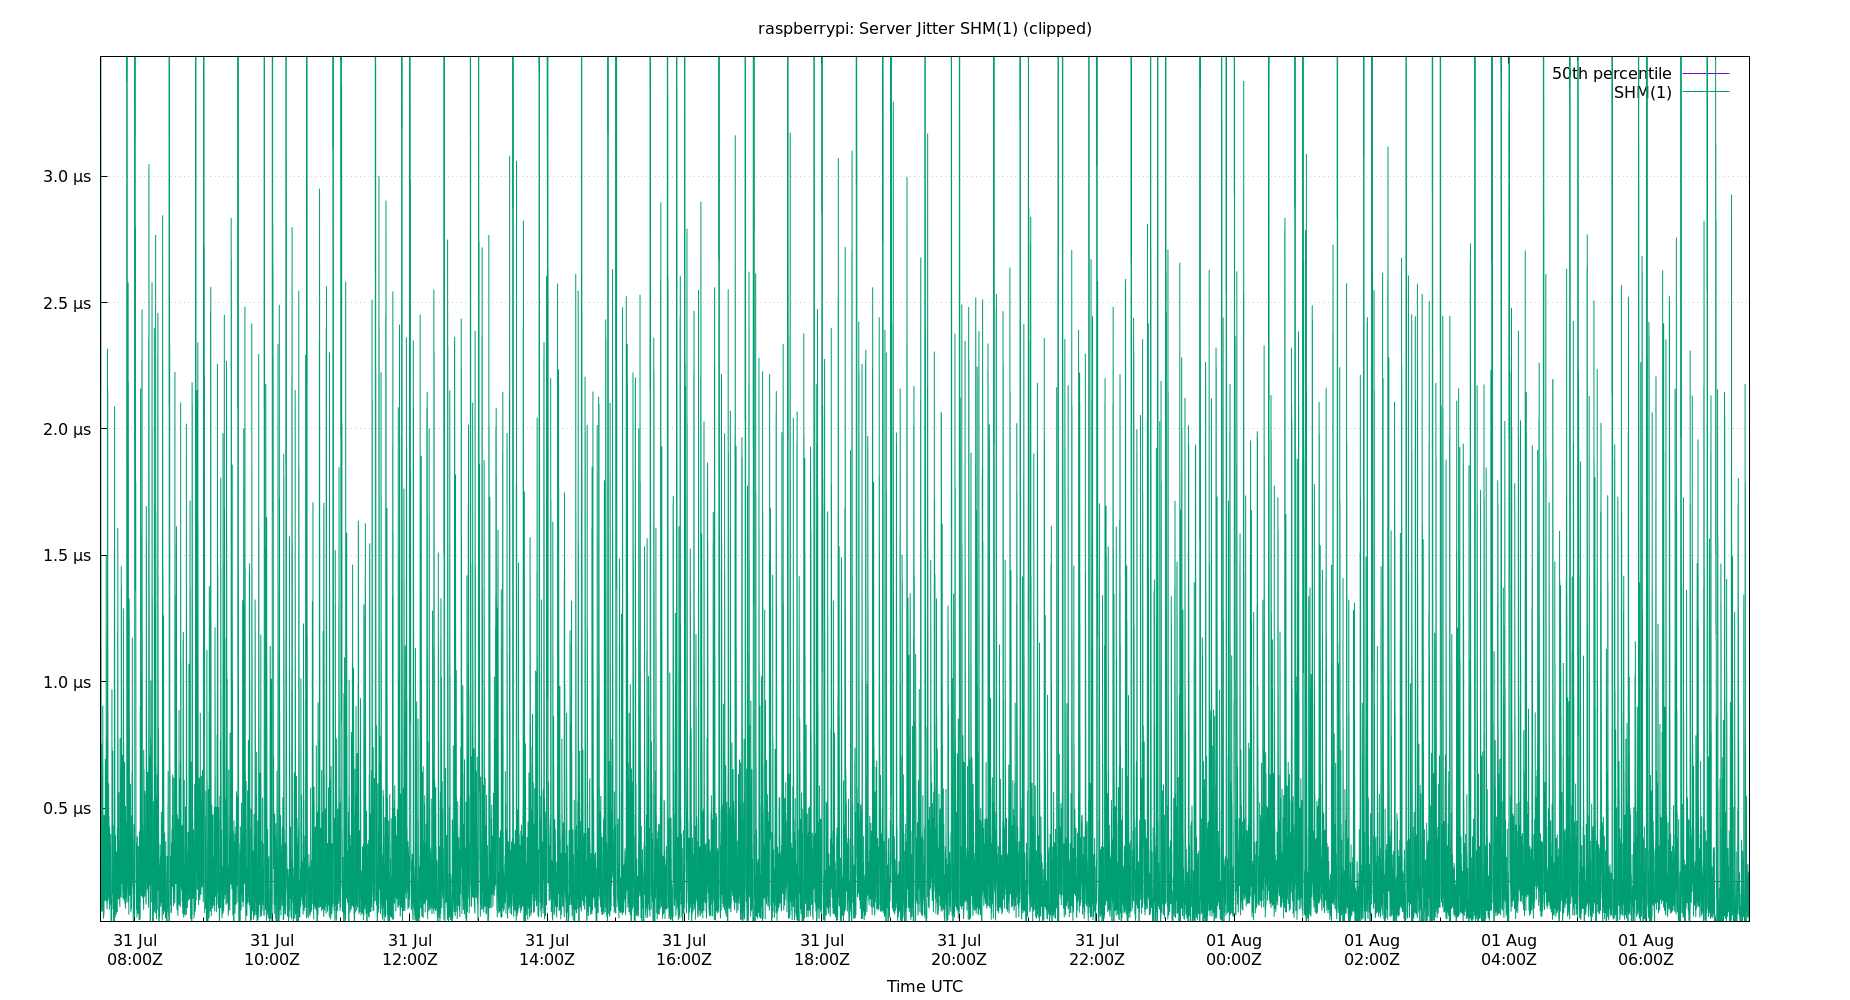 raspberrypi: Server Jitter SHM(1) (clipped)
50th percentile
SHM(1)
3.0 µs
2.5 µs
2.0 µs
1.5 µs
1.0 µs
0.5 µs
31 Jul 31 Jul 31 Jul 31 Jul 31 Jul 31 Jul 31 Jul 31 Jul 01 Aug 01 Aug 01 Aug 01 Aug
08:00Z 10:00Z 12:00Z 14:00Z 16:00Z 18:00Z 20:00Z 22:00Z 00:00Z 02:00Z 04:00Z 06:00Z
Time UTC